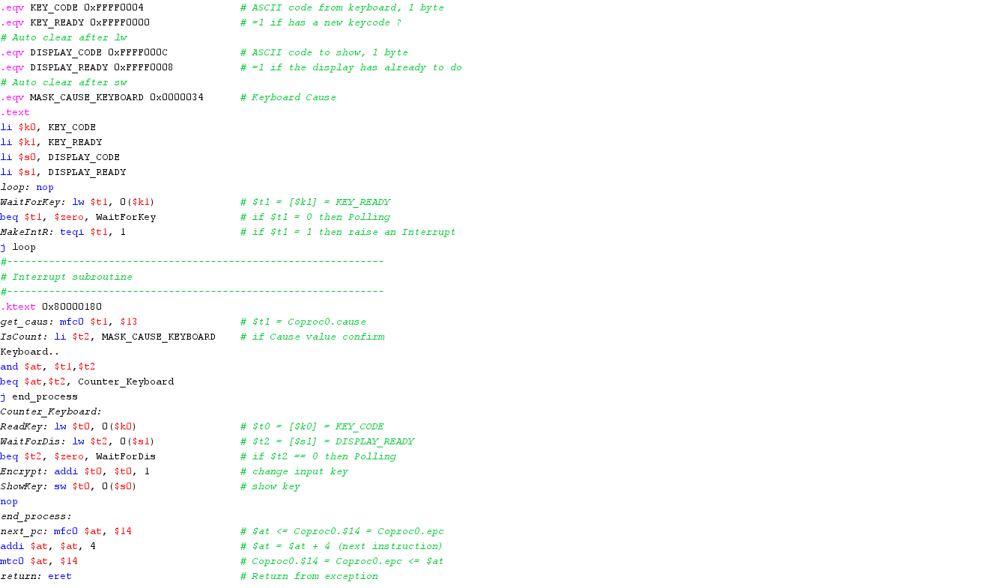 .eqv KEY_CODE 0xFFFF0004 # ASCII code from keyboard, 1 byte
.eqv KEY_READY 0xFFFF0000 # =1 if has a new keycode ?
# Auto clear after lw
.eqv DISPLAY_CODE 0xFFFF000C # ASCII code to show, 1 byte
.eqv DISPLAY_READY 0xFFFF0008 # =1 if the display has already to do
# Auto clear after sw
.eqv MASK_CAUSE_KEYBOARD 0x0000034 # Keyboard Cause
.text
li $k0, KEY_CODE
li $k1, KEY_READY
li $s0, DISPLAY_CODE
li $s1, DISPLAY_READY
loop: nop
WaitForKey: lw $t1, 0($k1) # $t1 = [$k1] = KEY_READY
beq $t1, $zero, WaitForKey # if $t1 = 0 then Polling
MakeIntR: teqi $t1, 1 # if $t1 = 1 then raise an Interrupt
j loop
#---------------------------------------------------------------
# Interrupt subroutine
#---------------------------------------------------------------
.ktext 0x80000180
get_caus: mfc0 $t1, $13 # $t1 = Coproc0.cause
IsCount: li $t2, MASK_CAUSE_KEYBOARD # if Cause value confirm
Keyboard..
and $at, $t1,$t2
beq $at,$t2, Counter_Keyboard
j end_process
Counter_Keyboard:
ReadKey: lw $t0, 0($k0) # $t0 = [$k0] = KEY_CODE
WaitForDis: lw $t2, 0($s1) # $t2 = [$s1] = DISPLAY_READY
beq $t2, $zero, WaitForDis # if $t2 == 0 then Polling
Encrypt: addi $t0, $t0, 1 # change input key
ShowKey: sw $t0, 0($s0) # show key
nop
end_process:
next_pc: mfc0 $at, $14 # $at <= Coproc0.$14 = Coproc0.epc
addi $at, $at, 4 # $at = $at + 4 (next instruction)
mtc0 $at, $14 # Coproc0.$14 = Coproc0.epc <= $at
return: eret # Return from exception